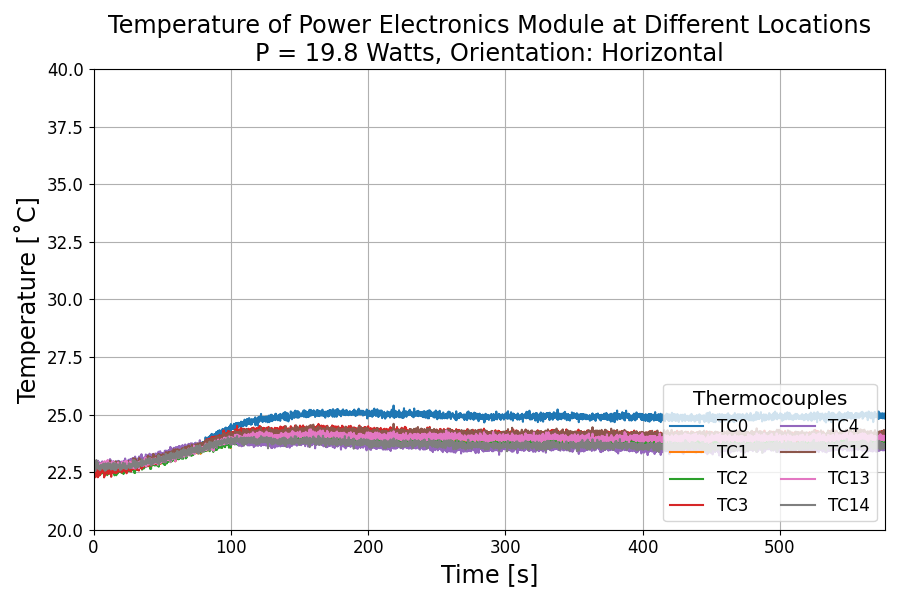 Temperature of Power Electronics Module at Different Locations
P = 19.8 Watts, Orientation: Horizontal
Temperature [˚C]
40.0
37.5
35.0
32.5
30.0
27.5
25.0
22.5
20.0
Thermocouples
TC0 TC4
TC1 TC12
TC2 TC13
TC3 TC14
0 100 200 300 400 500
Time [s]